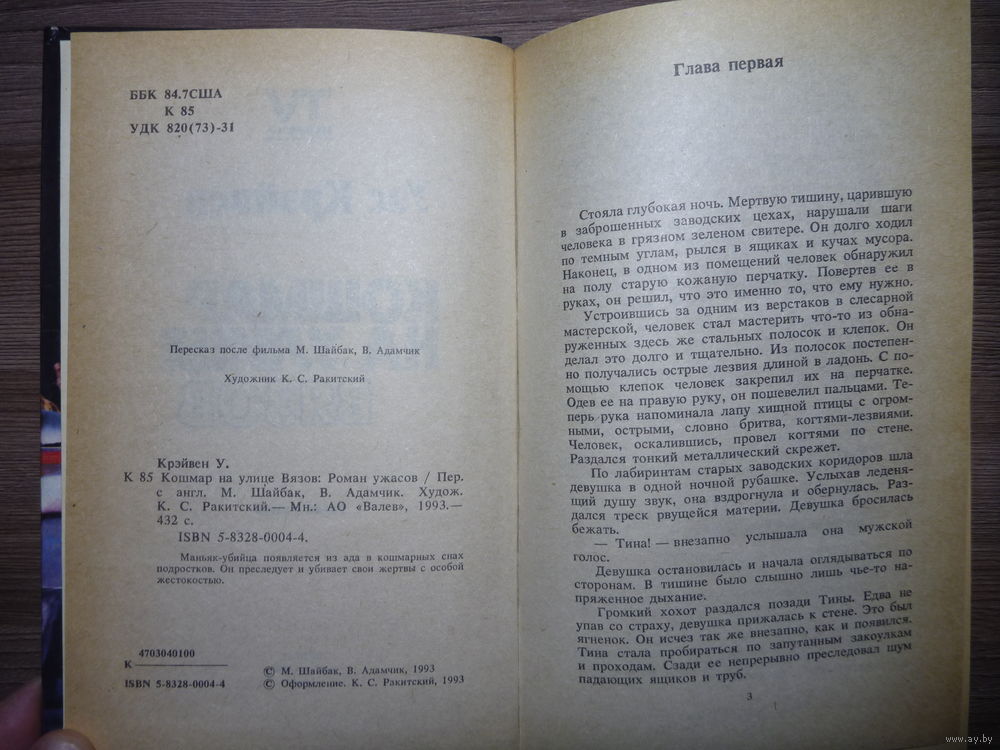 ББК 84.7США
К 85
УДК 820(73)-31
Пересказ после фильма М. Шайбак, В. Адамчик
Художник К. С. Ракитский
Крэйвен У.
К 85 Кошмар на улице Вязов: Роман ужасов / Пер.
с англ. М. Шайбак, В. Адамчик. Худож.
К. С. Ракитский.— Мн.: АО «Валев», 1993.—
432 с.
ISBN 5-8328-0004-4.
Маньяк-убийца появляется из ада в кошмарных снах
подростков. Он преследует и убивает свои жертвы с особой
жестокостью.
К 4703040100
ISBN 5-8328-0004-4
© М. Шайбак, В. Адамчик, 1993
© Оформление. К. С. Ракитский, 1993
Глава первая
Стояла глубокая ночь. Мертвую тишину, царившую
в заброшенных заводских цехах, нарушали шаги
человека в грязном зеленом свитере. Он долго ходил
по темным углам, рылся в ящиках и кучах мусора.
Наконец, в одном из помещений человек обнаружил
на полу старую кожаную перчатку. Повертев ее в
руках, он решил, что это именно то, что ему нужно.
Устроившись за одним из верстаков в слесарной
мастерской, человек стал мастерить что-то из обна-
руженных здесь же стальных полосок и клепок. Он
делал это долго и тщательно. Из полосок постепен-
но получались острые лезвия длиной в ладонь. С по-
мощью клепок человек закрепил их на перчатке.
Одев ее на правую руку, он пошевелил пальцами. Те-
перь рука напоминала лапу хищной птицы с огром-
ными, острыми, словно бритва, когтями-лезвиями.
Человек, оскалившись, провел когтями по стене.
Раздался тонкий металлический скрежет.
По лабиринтам старых заводских коридоров шла
девушка в одной ночной рубашке. Услыхав леденя-
щий душу звук, она вздрогнула и обернулась. Раз-
дался треск рвущейся материи. Девушка бросилась
бежать.
— Тина! — внезапно услышала она мужской
голос.
Девушка остановилась и начала оглядываться по
сторонам. В тишине было слышно лишь чье-то на-
пряженное дыхание.
Громкий хохот раздался позади Тины. Едва не
упав со страху, девушка прижалась к стене. Это был
ягненок. Он исчез так же внезапно, как и появился.
Тина стала пробираться по запутанным закоулкам
и проходам. Сзади ее непрерывно преследовал шум
падающих ящиков и труб.
3
www.ay.by